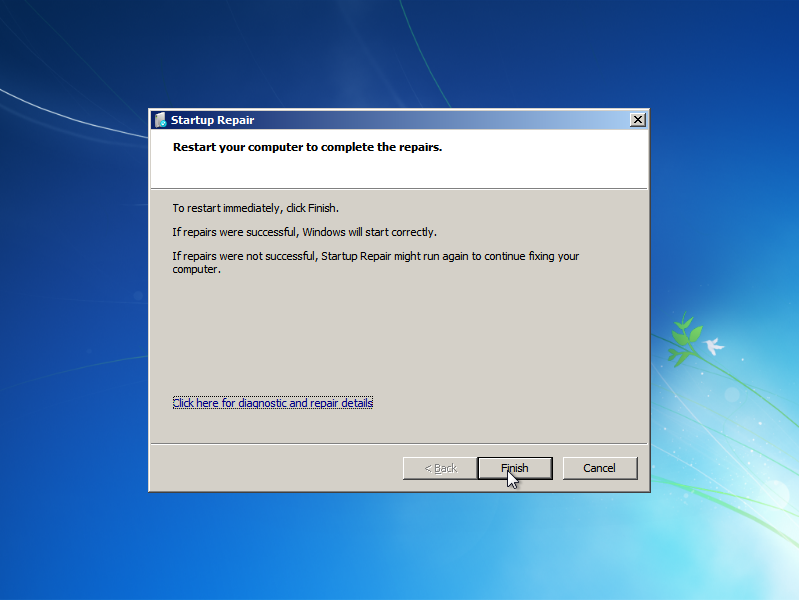 Startup Repair
Restart your computer to complete the repairs.
To restart immediately, click Finish.
If repairs were successful, Windows will start correctly.
If repairs were not successful, Startup Repair might run again to continue fixing your
computer.
Click here for diagnostic and repair details
< Back Finish Cancel